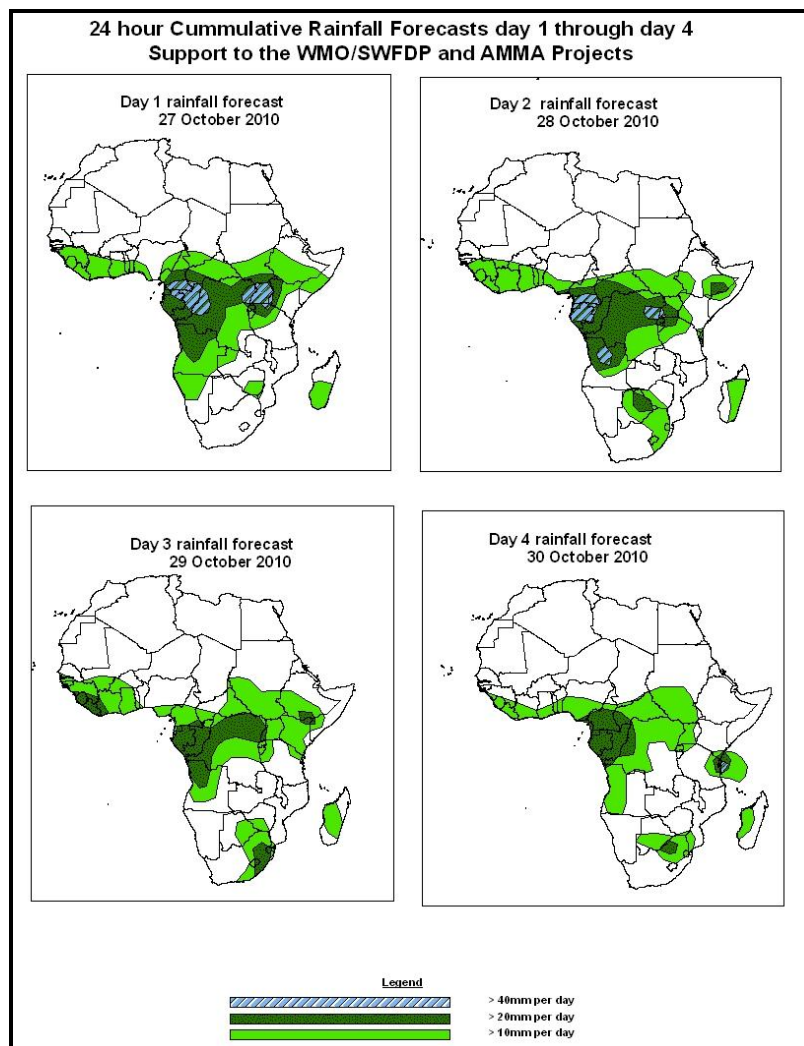 24 hour Cummulative Rainfall Forecasts day 1 through day 4
Support to the WMO/SWFDP and AMMA Projects
Day 1 rainfall forecast
27 October 2010
Day 2 rainfall forecast
28 October 2010
Day 3 rainfall forecast
29 October 2010
Day 4 rainfall forecast
30 October 2010
Legend
> 40mm per day
> 20mm per day
> 10mm per day